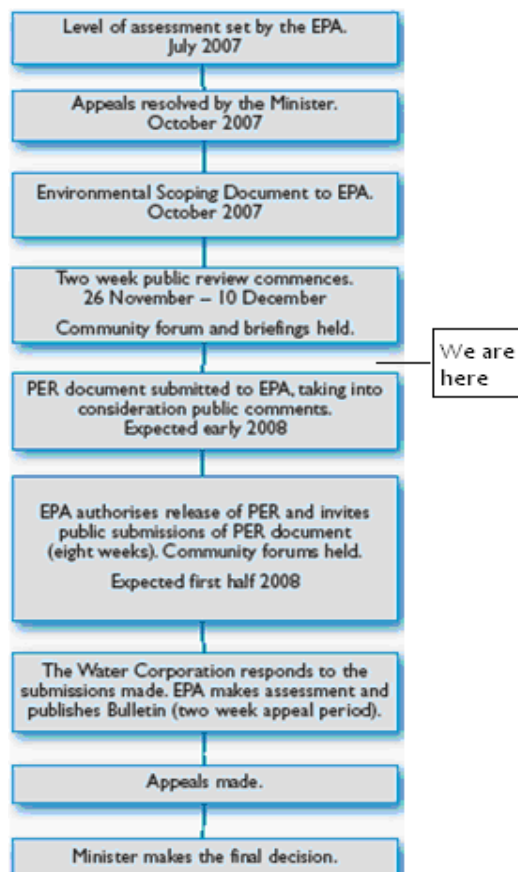 Level of assessment set by the EPA.
July 2007
Appeals resolved by the Minister.
October 2007
Environmental Scoping Document to EPA.
October 2007
Two week public review commences.
26 November – 10 December
Community forum and briefings held.
We are
here
PER document submitted to EPA, taking into
consideration public comments.
Expected early 2008
EPA authorises release of PER and invites
public submissions of PER document
(eight weeks). Community forums held.
Expected first half 2008
The Water Corporation responds to the
submissions made. EPA makes assessment and
publishes Bulletin (two week appeal period).
Appeals made.
Minister makes the final decision.